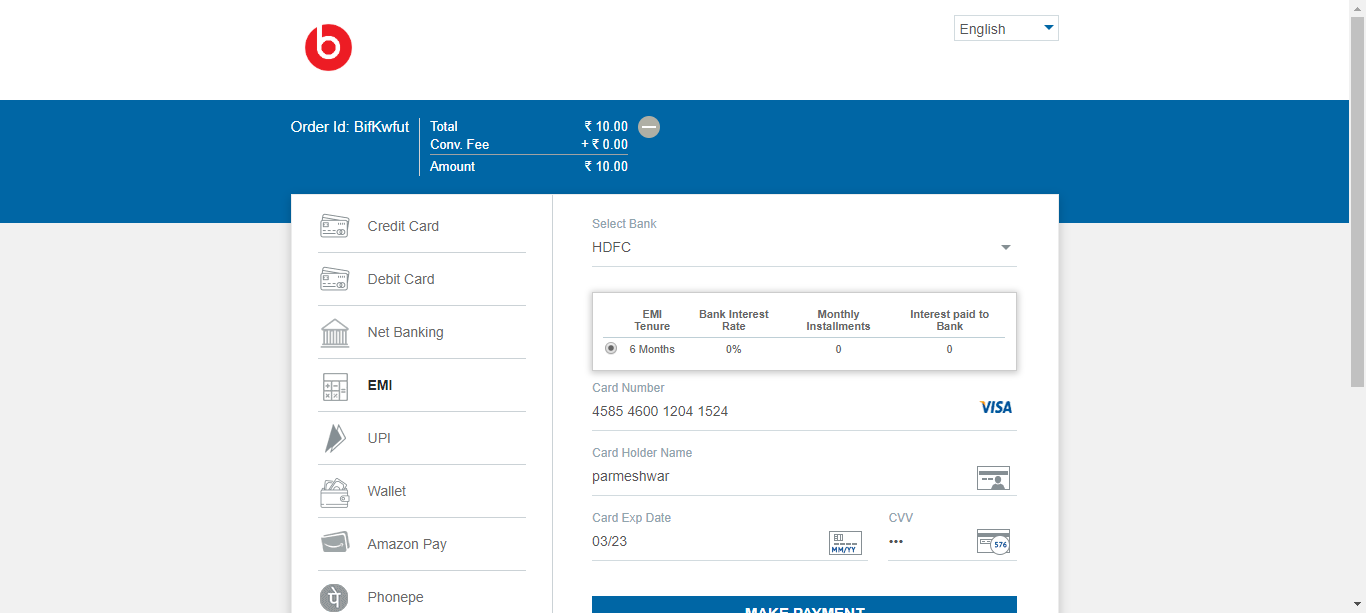 b
English
Order Id: BifKwfut
Total ₹ 10.00
Conv. Fee + ₹ 0.00
Amount ₹ 10.00
Credit Card
Debit Card
Net Banking
EMI
UPI
Wallet
Amazon Pay
पे Phonepe
Select Bank
HDFC
EMI Tenure Bank Interest Rate Monthly Installments Interest paid to Bank
6 Months 0% 0 0
Card Number
4585 4600 1204 1524 VISA
Card Holder Name
parmeshwar
Card Exp Date CVV
03/23 MM/YY ••• 576
MAKE PAYMENT